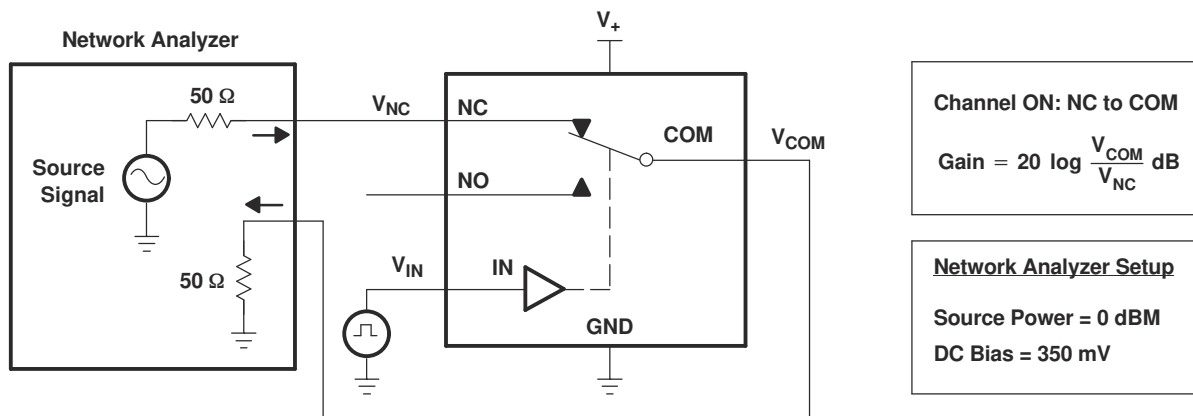 Network Analyzer
50 Ω
Source
Signal
50 Ω
V+
VNC
NC
COM
VCOM
NO
VIN
IN
GND
Channel ON: NC to COM
Gain = 20 log VCOM/VNC dB
Network Analyzer Setup
Source Power = 0 dBM
DC Bias = 350 mV